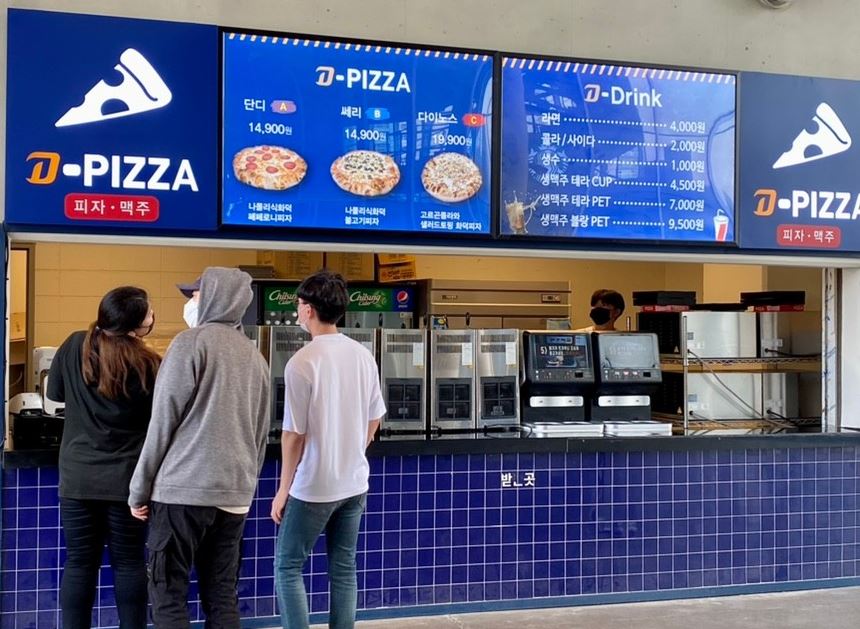 D-PIZZA
피자·맥주
D-PIZZA
단디 A
14,900원
쎄리 B
14,900원
다이노스 C
19,900원
나폴리식화덕
페페로니피자
나폴리식화덕
불고기피자
고르곤졸라와
샐러드토핑 화덕피자
D-Drink
라면 4,000원
콜라/사이다 2,000원
생수 1,000원
생맥주 테라 CUP 4,500원
생맥주 테라 PET 7,000원
생맥주 블랑 PET 9,500원
D-PIZZA
피자·맥주
Chilsung
Cider
Chilsung
Cider
pepsi
받 곳